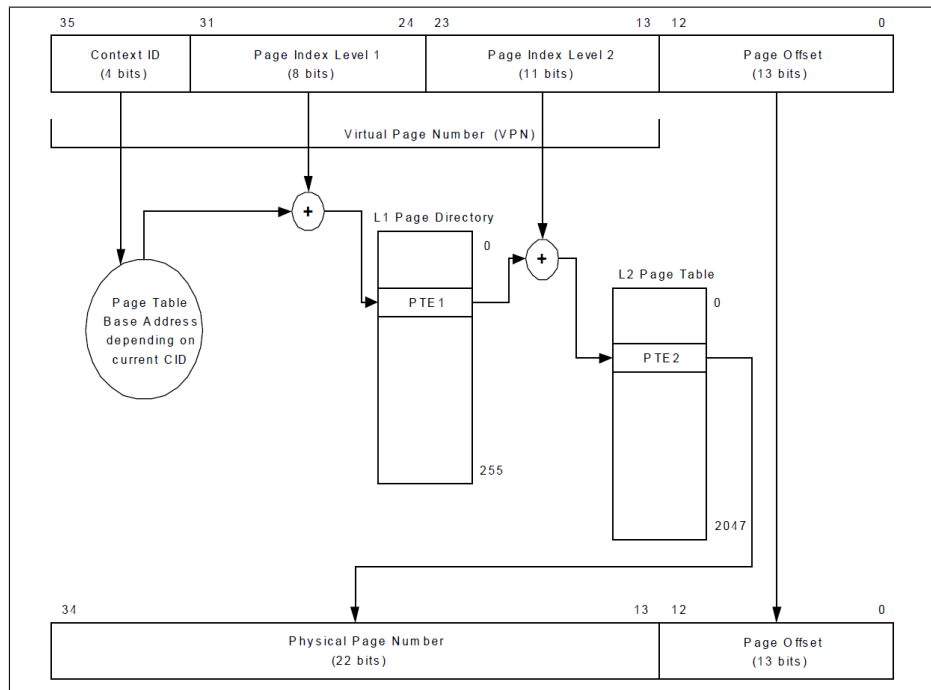 35 31 24 23 13 12 0
Context ID Page Index Level 1 Page Index Level 2 Page Offset
(4 bits) (8 bits) (11 bits) (13 bits)
Virtual Page Number (VPN)
+
L1 Page Directory
0
+
L2 Page Table
Page Table
Base Address
depending on
current CID
PTE1
0
PTE2
255
2047
34 13 12 0
Physical Page Number Page Offset
(22 bits) (13 bits)